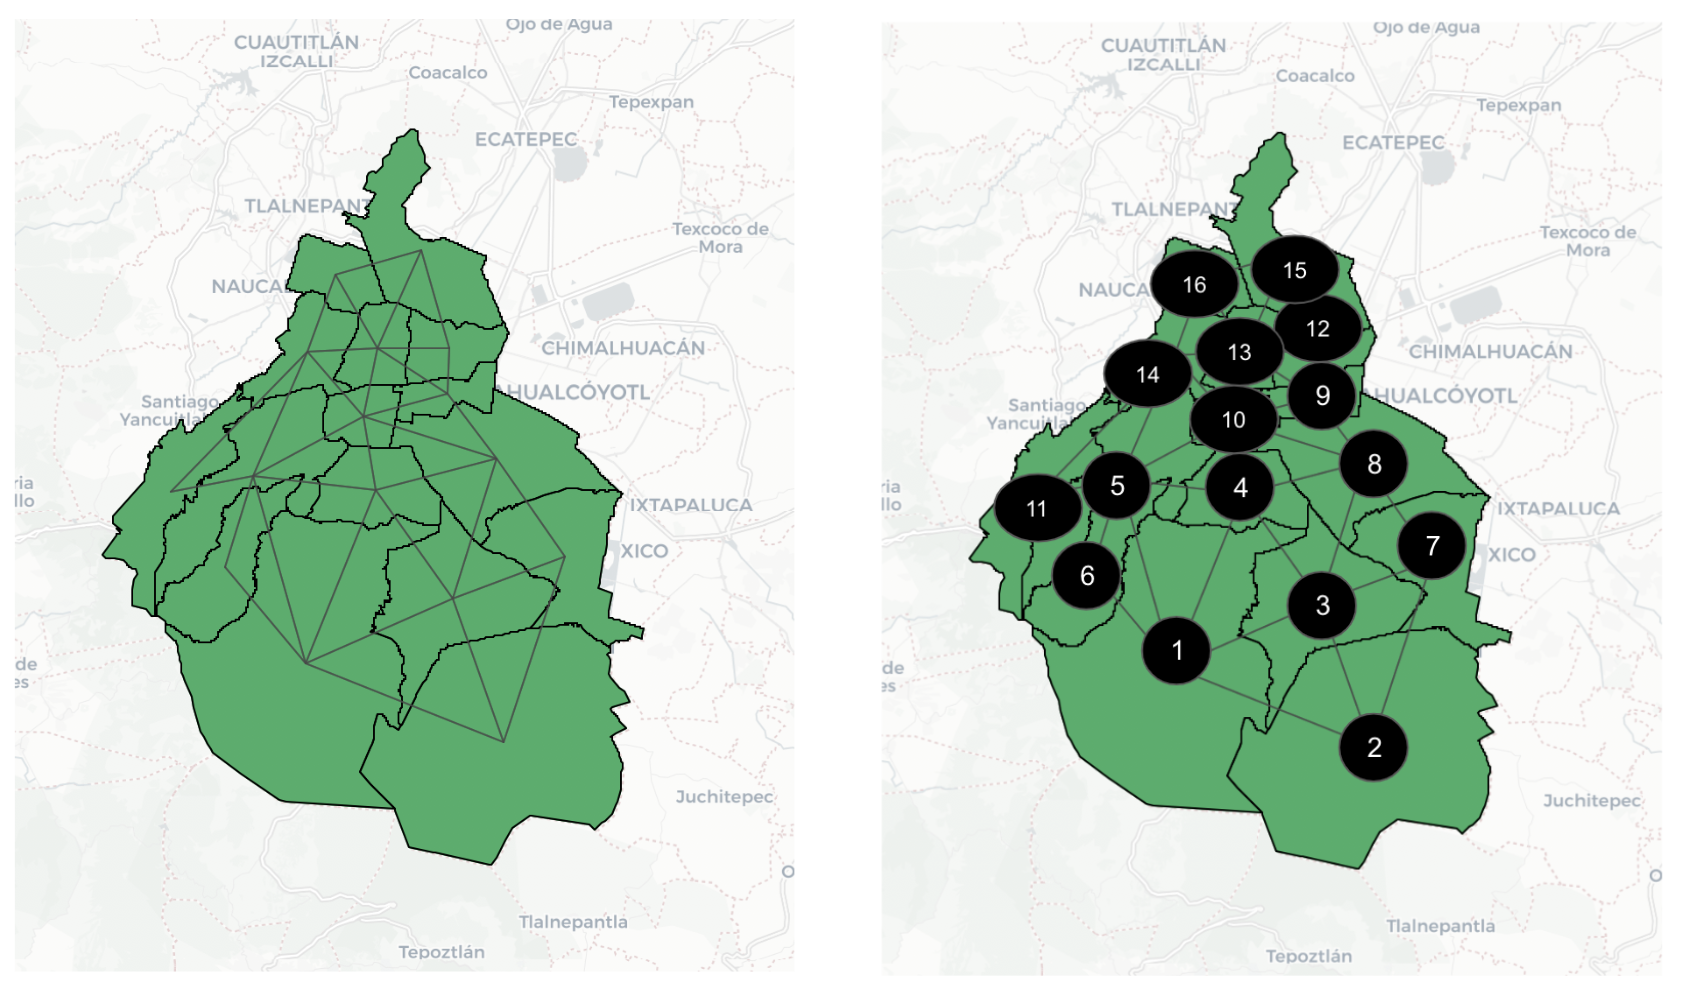 Ojo de Agua
CUAUTITLÁN
IZCALLI
Coacalco
Tepexpan
ECATEPEC
TLALNEPANT
Texcoco de
Mora
NAUCA
CHIMALHUACÁN
AHUALCÓYOTL
Santiago
Yancuitla
ria
llo
IXTAPALUCA
XICO
de
es
Juchitepec
O
Tlalnepantla
Tepoztlán
Ojo de Agua
CUAUTITLÁN
IZCALLI
Coacalco
Tepexpan
ECATEPEC
TLALNEPANT
Texcoco de
Mora
15
16
NAUCA
12
13
CHIMALHUACÁN
14
9
AHUALCÓYOTL
Santiago
Yancuitla
10
8
5
4
ria
llo
11
IXTAPALUCA
7
XICO
6
3
1
de
es
2
Juchitepec
O
Tlalnepantla
Tepoztlán